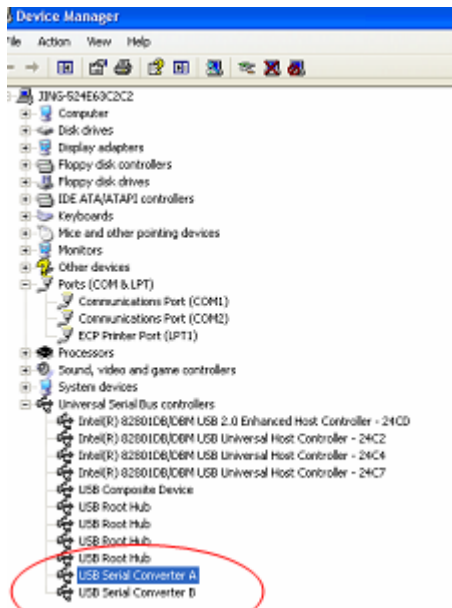 Device Manager
File Action View Help
JING-524E63C2C2
Computer
Disk drives
Display adapters
Floppy disk controllers
Floppy disk drives
IDE ATA/ATAPI controllers
Keyboards
Mice and other pointing devices
Monitors
Other devices
Ports (COM & LPT)
Communications Port (COM1)
Communications Port (COM2)
ECP Printer Port (LPT1)
Processors
Sound, video and game controllers
System devices
Universal Serial Bus controllers
Intel(R) 82801DB/DBM USB 2.0 Enhanced Host Controller - 24CD
Intel(R) 82801DB/DBM USB Universal Host Controller - 24C2
Intel(R) 82801DB/DBM USB Universal Host Controller - 24C4
Intel(R) 82801DB/DBM USB Universal Host Controller - 24C7
USB Composite Device
USB Root Hub
USB Root Hub
USB Root Hub
USB Root Hub
USB Serial Converter A
USB Serial Converter B